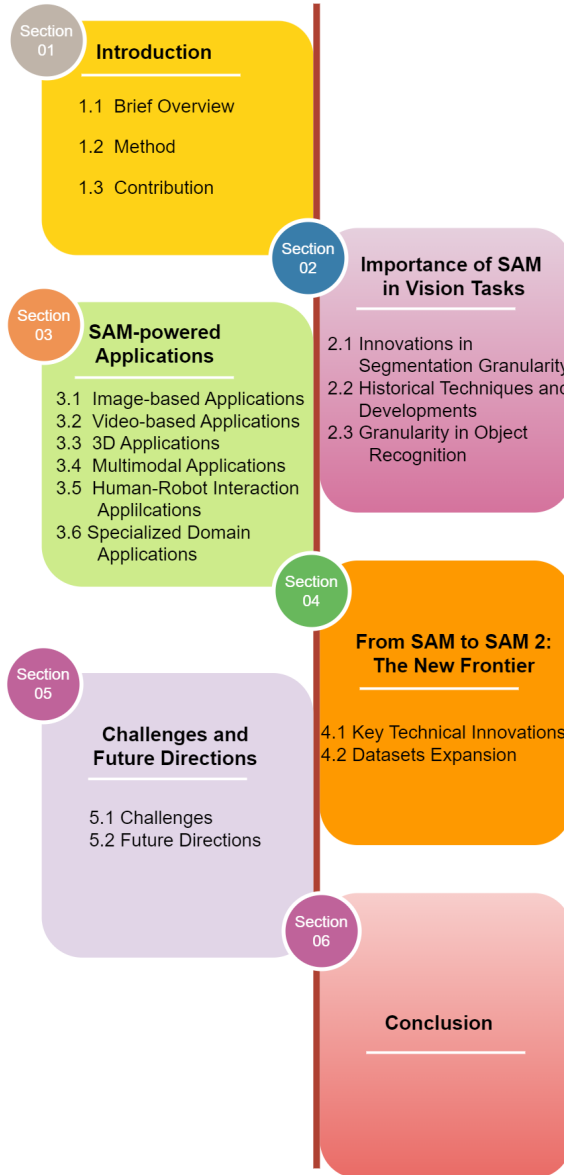 Section
01
Introduction
1.1 Brief Overview
1.2 Method
1.3 Contribution
Section
02
Importance of SAM
in Vision Tasks
2.1 Innovations in
Segmentation Granularity
2.2 Historical Techniques and
Developments
2.3 Granularity in Object
Recognition
Section
03
SAM-powered
Applications
3.1 Image-based Applications
3.2 Video-based Applications
3.3 3D Applications
3.4 Multimodal Applications
3.5 Human-Robot Interaction
Applilcations
3.6 Specialized Domain
Applications
Section
04
From SAM to SAM 2:
The New Frontier
4.1 Key Technical Innovations
4.2 Datasets Expansion
Section
05
Challenges and
Future Directions
5.1 Challenges
5.2 Future Directions
Section
06
Conclusion